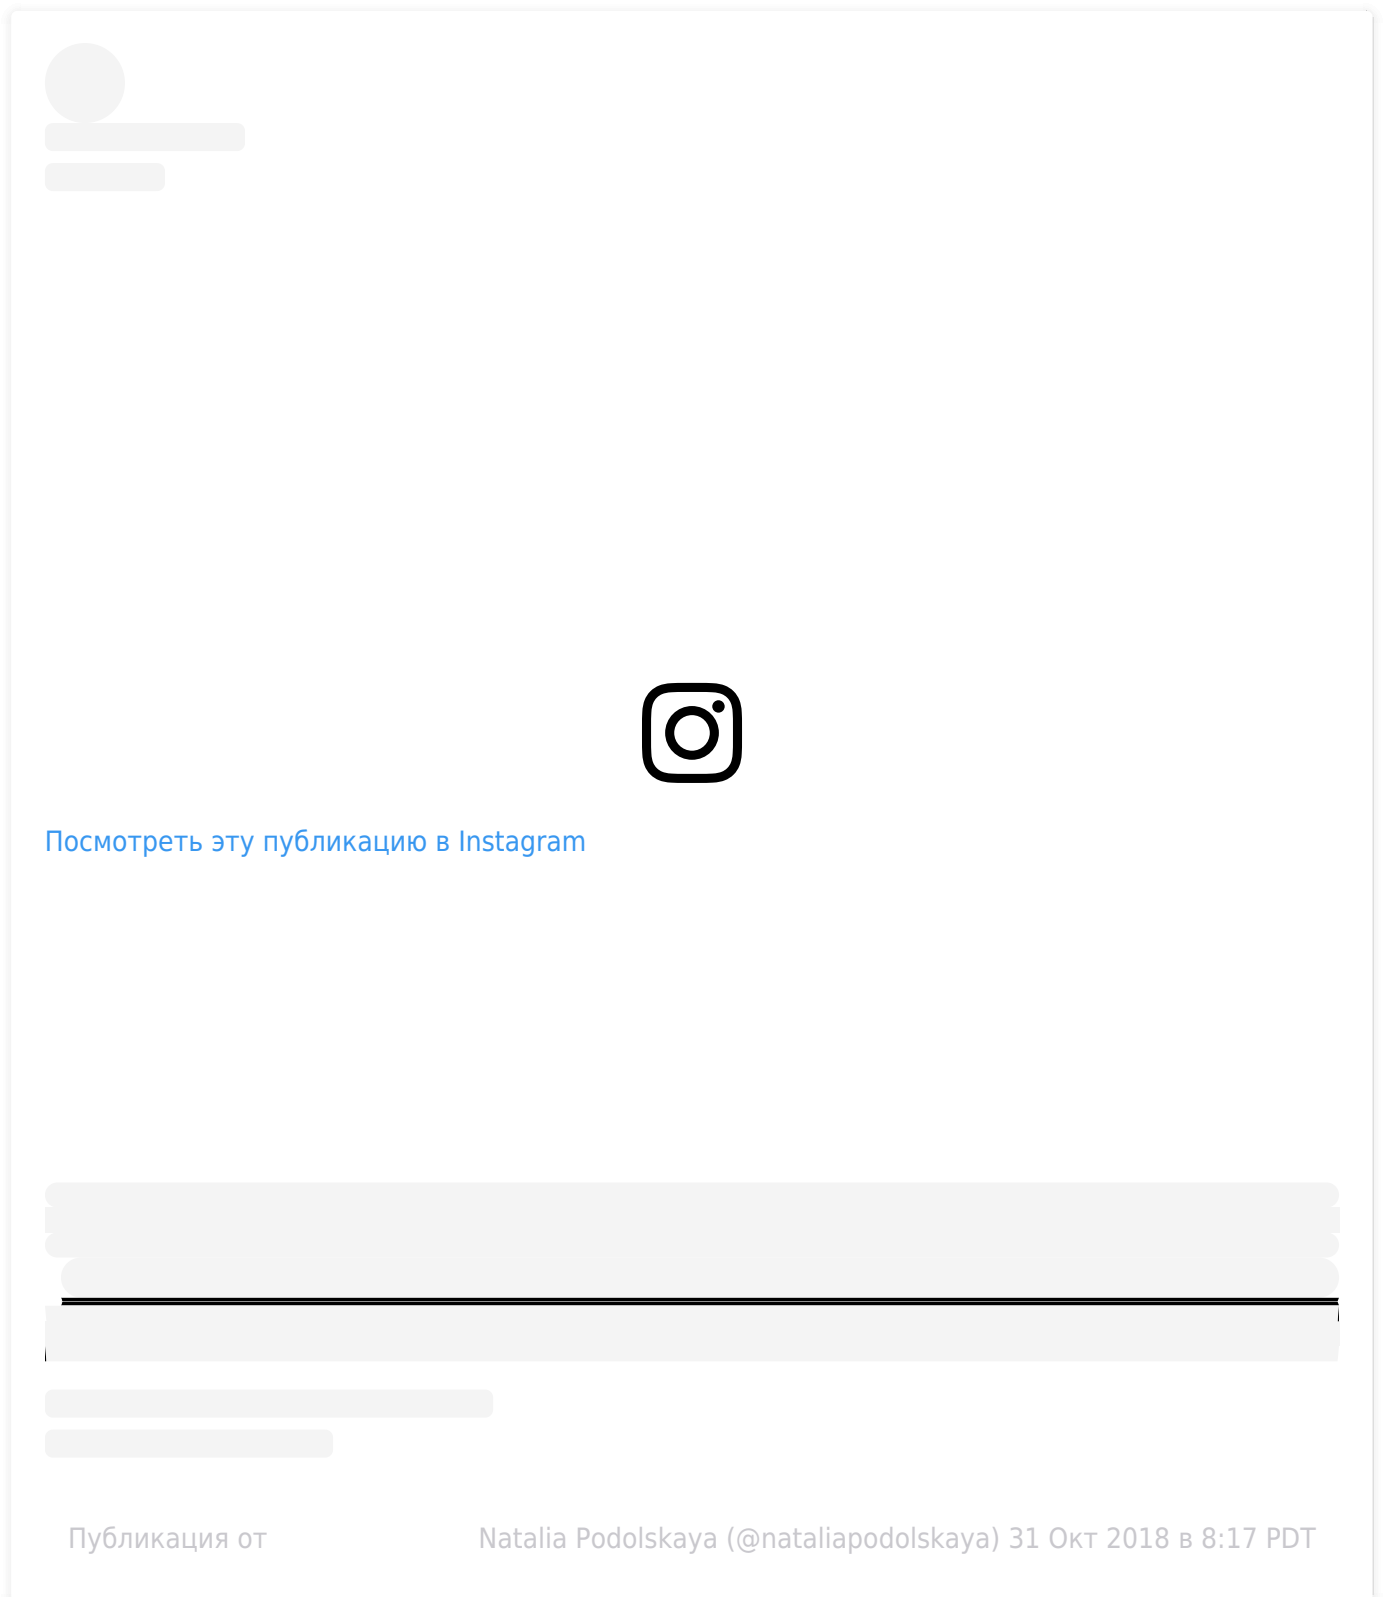 Посмотреть эту публикацию в Instagram
Публикация от Natalia Podolskaya (@nataliapodolskaya) 31 Окт 2018 в 8:17 PDT